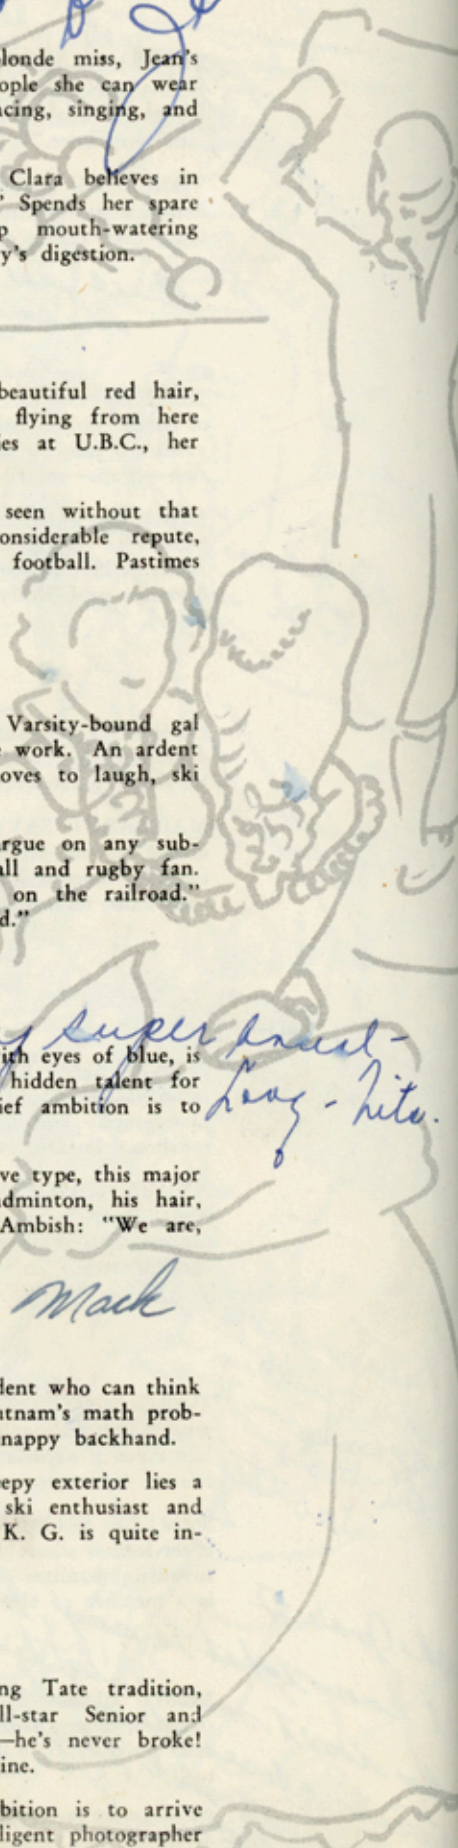 londe miss, Jean's
ople she can wear
cing, singing, and
Clara believes in
" Spends her spare
p mouth-watering
y's digestion.
beautiful red hair,
flying from here
ies at U.B.C., her
seen without that
onsiderable repute,
football. Pastimes
Varsity-bound gal
e work. An ardent
oves to laugh, ski
argue on any sub-
all and rugby fan.
on the railroad."
d."
super
ith eyes of blue, is
hidden talent for
ief ambition is to
ve type, this major
adminton, his hair,
Ambish: "We are,
Mack
dent who can think
utnam's math prob-
nappy backhand.
epy exterior lies a
ski enthusiast and
K. G. is quite in-
ng Tate tradition,
ll-star Senior and
—he's never broke!
ine.
bition is to arrive
ligent photographer